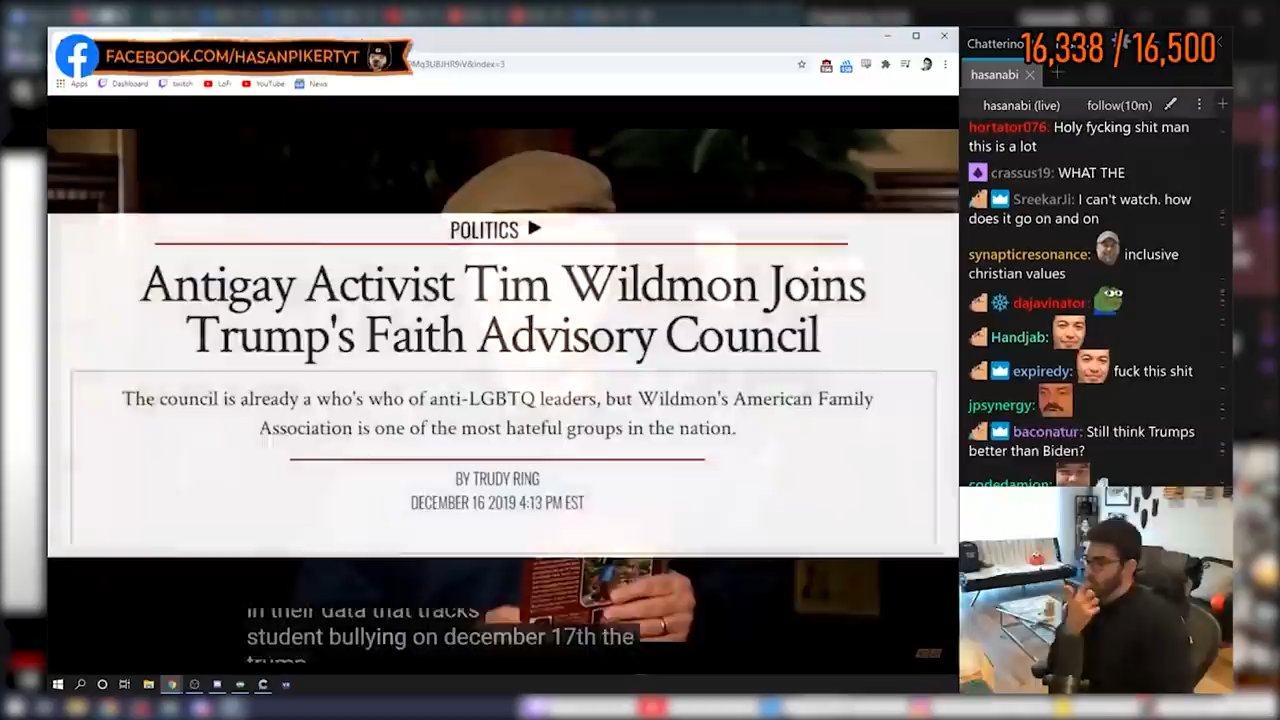 FACEBOOK.COM/HASANPIKERTYT
Apps Dashboard twitch LoFi YouTube News
POLITICS
Antigay Activist Tim Wildmon Joins
Trump's Faith Advisory Council
The council is already a who's who of anti-LGBTQ leaders, but Wildmon's American Family
Association is one of the most hateful groups in the nation.
BY TRUDY RING
DECEMBER 16 2019 4:13 PM EST
in their data that tracks
student bullying on december 17th the
trump
Chatterino
16,338 / 16,500
hasanabi
hasanabi (live) follow(10m)
hortator076: Holy fycking shit man
this is a lot
crassus19: WHAT THE
SreekarJi: I can't watch. how
does it go on and on
synapticresonance: inclusive
christian values
dajavinator:
Handjab:
expiredy: fuck this shit
jpsynergy:
baconatur: Still think Trumps
better than Biden?
codedamion: